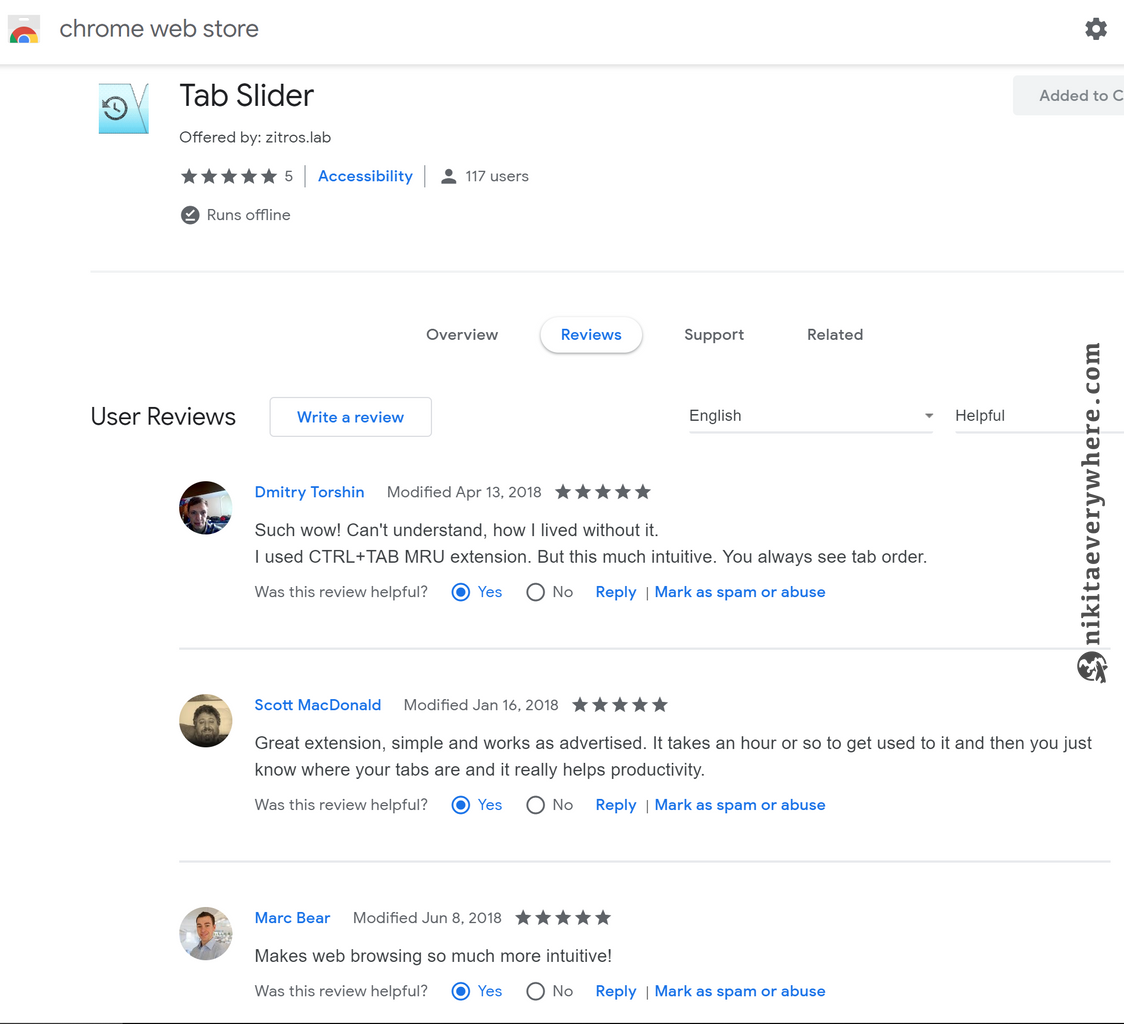 chrome web store
Tab Slider
Added to C
Offered by: zitros.lab
5 | Accessibility | 117 users
Runs offline
Overview Reviews Support Related
User Reviews Write a review English Helpful
Dmitry Torshin Modified Apr 13, 2018
Such wow! Can't understand, how I lived without it.
I used CTRL+TAB MRU extension. But this much intuitive. You always see tab order.
Was this review helpful? Yes No Reply | Mark as spam or abuse
Scott MacDonald Modified Jan 16, 2018
Great extension, simple and works as advertised. It takes an hour or so to get used to it and then you just
know where your tabs are and it really helps productivity.
Was this review helpful? Yes No Reply | Mark as spam or abuse
Marc Bear Modified Jun 8, 2018
Makes web browsing so much more intuitive!
Was this review helpful? Yes No Reply | Mark as spam or abuse
nikitaeverywhere.com